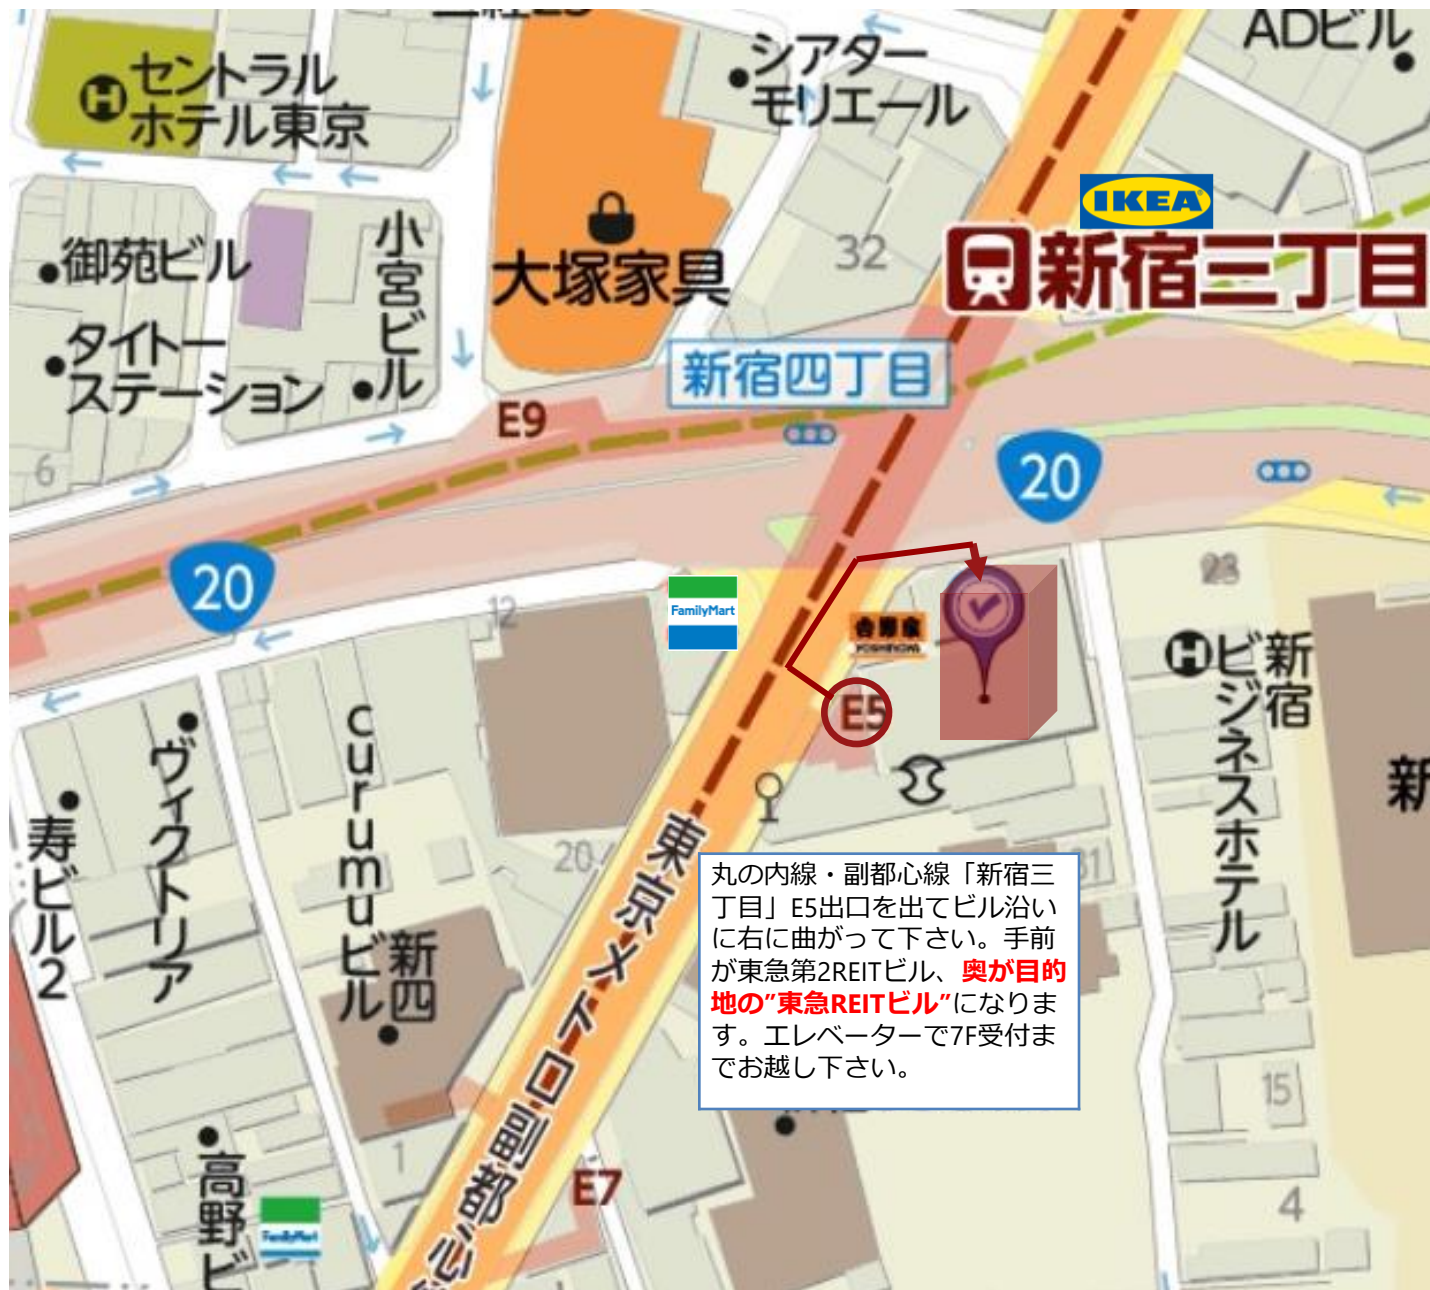 セントラル
ホテル東京
シアター
モリエール
ADビル
IKEA
新宿三丁目
御苑ビル
小宮ビル
大塚家具
32
タイトー
ステーション
新宿四丁目
E9
6
20
20
12
FamilyMart
吉野家
YOSHINOYA
E5
23
新宿
ビジネスホテル
新
ヴィクトリア
curumuビル
寿ビル2
20
東京メトロ副都心
31
丸の内線・副都心線「新宿三
丁目」E5出口を出てビル沿い
に右に曲がって下さい。手前
が東急第2REITビル、奥が目的
地の”東急REITビル”になりま
す。エレベーターで7F受付ま
でお越し下さい。
新四
15
1
高野ビ
FamilyMart
E7
4